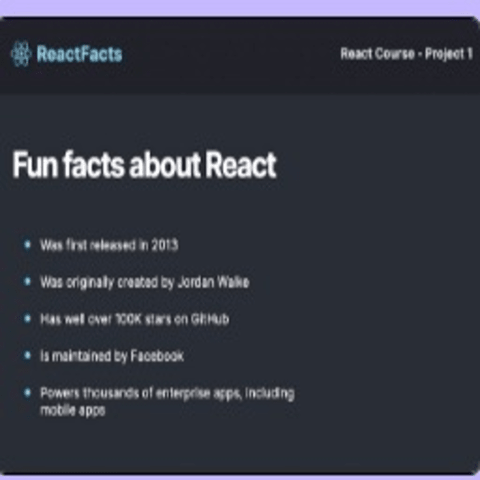 ReactFacts
React Course - Project 1
Fun facts about React
Was first released in 2013
Was originally created by Jordan Walke
Has well over 100K stars on GitHub
Is maintained by Facebook
Powers thousands of enterprise apps, including
mobile apps